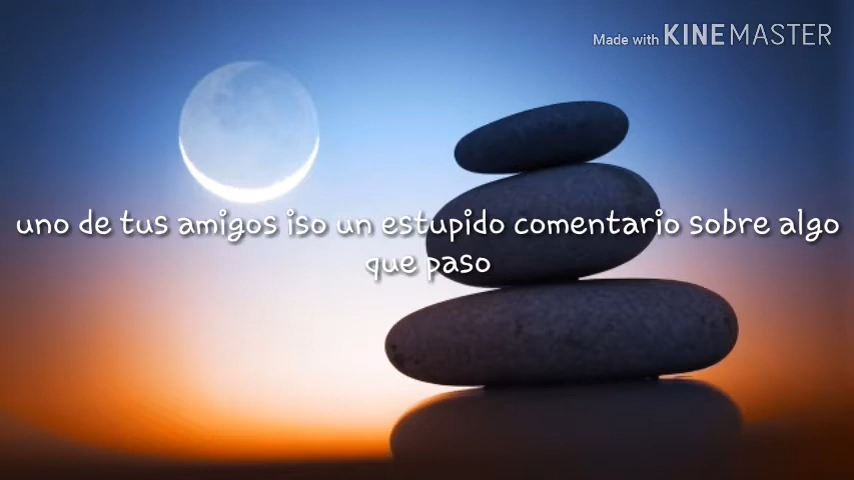 Made with KINEMASTER
uno de tus amigos iso un estupido comentario sobre algo
que paso